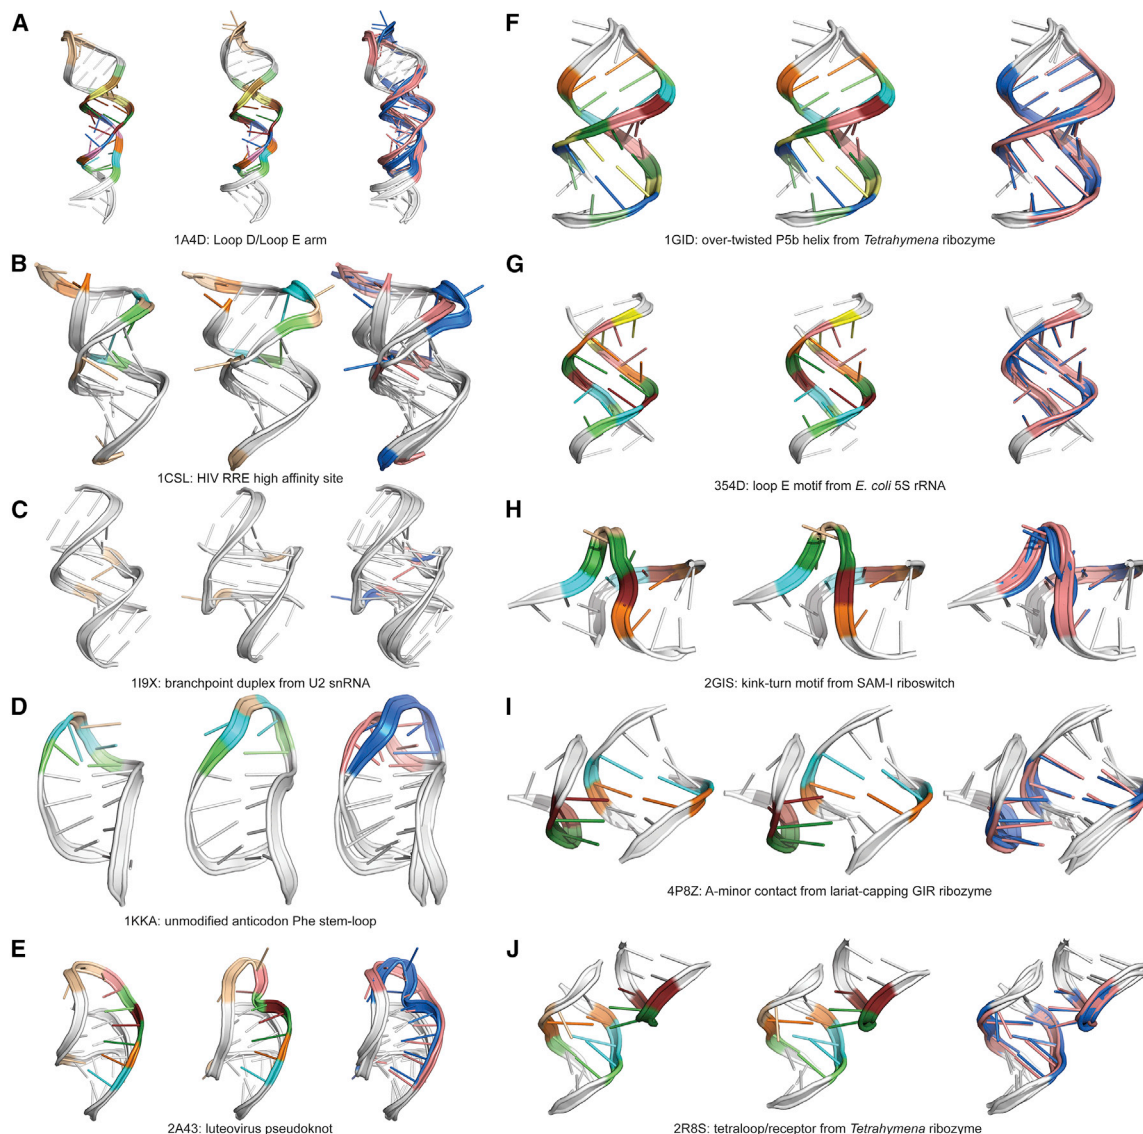 A
1A4D: Loop D/Loop E arm
B
1CSL: HIV RRE high affinity site
C
1I9X: branchpoint duplex from U2 snRNA
D
1KKA: unmodified anticodon Phe stem-loop
E
2A43: luteovirus pseudoknot
F
1GID: over-twisted P5b helix from Tetrahymena ribozyme
G
354D: loop E motif from E. coli 5S rRNA
H
2GIS: kink-turn motif from SAM-I riboswitch
I
4P8Z: A-minor contact from lariat-capping GIR ribozyme
J
2R8S: tetraloop/receptor from Tetrahymena ribozyme